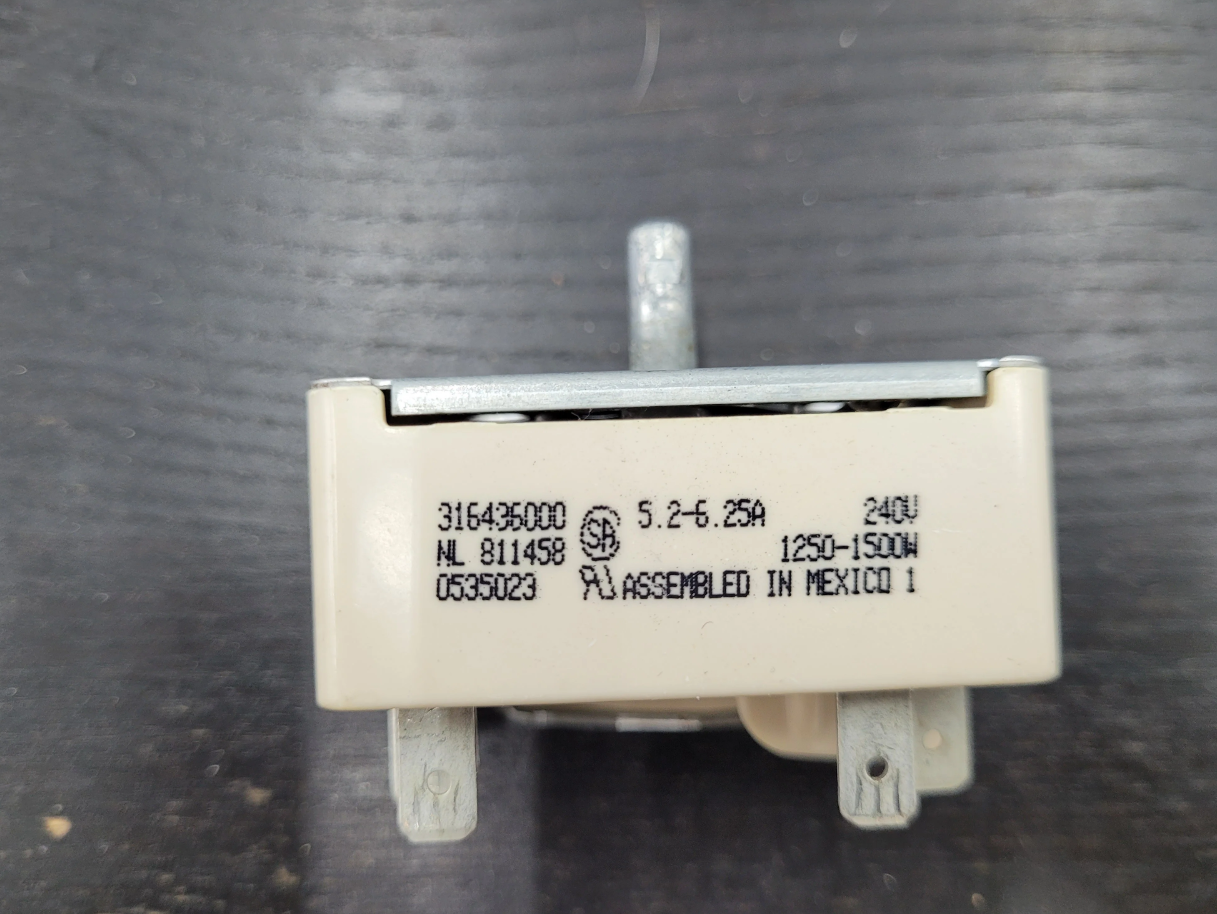 316436000 5.2-6.25A 240V
NL 811458 1250-1500W
0535023 ASSEMBLED IN MEXICO 1